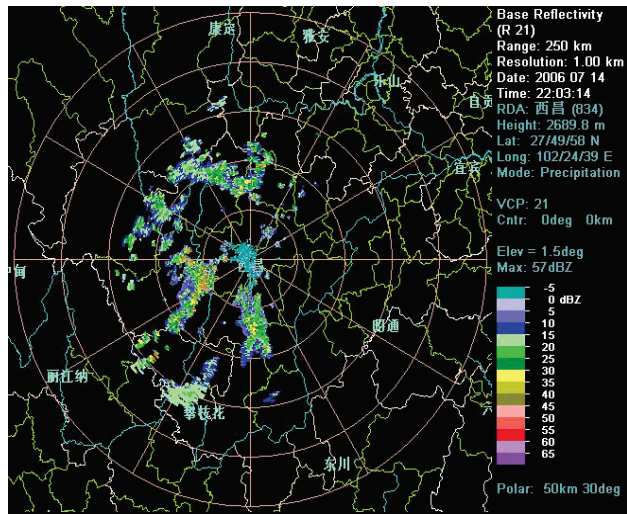 Base Reflectivity
(R 21)
Range: 250 km
Resolution: 1.00 km
Date: 2006 07 14
Time: 22:03:14
RDA: 西昌 (834)
Height: 2689.8 m
Lat: 27/49/58 N
Long: 102/24/39 E
Mode: Precipitation
VCP: 21
Cntr: 0deg 0km
Elev = 1.5deg
Max: 57dBZ
-5
0 dBZ
5
10
15
20
25
30
35
40
45
50
55
60
65
Polar: 50km 30deg
康定
雅安
乐山
自贡
宜宾
昭通
丽江纳
攀枝花
东川